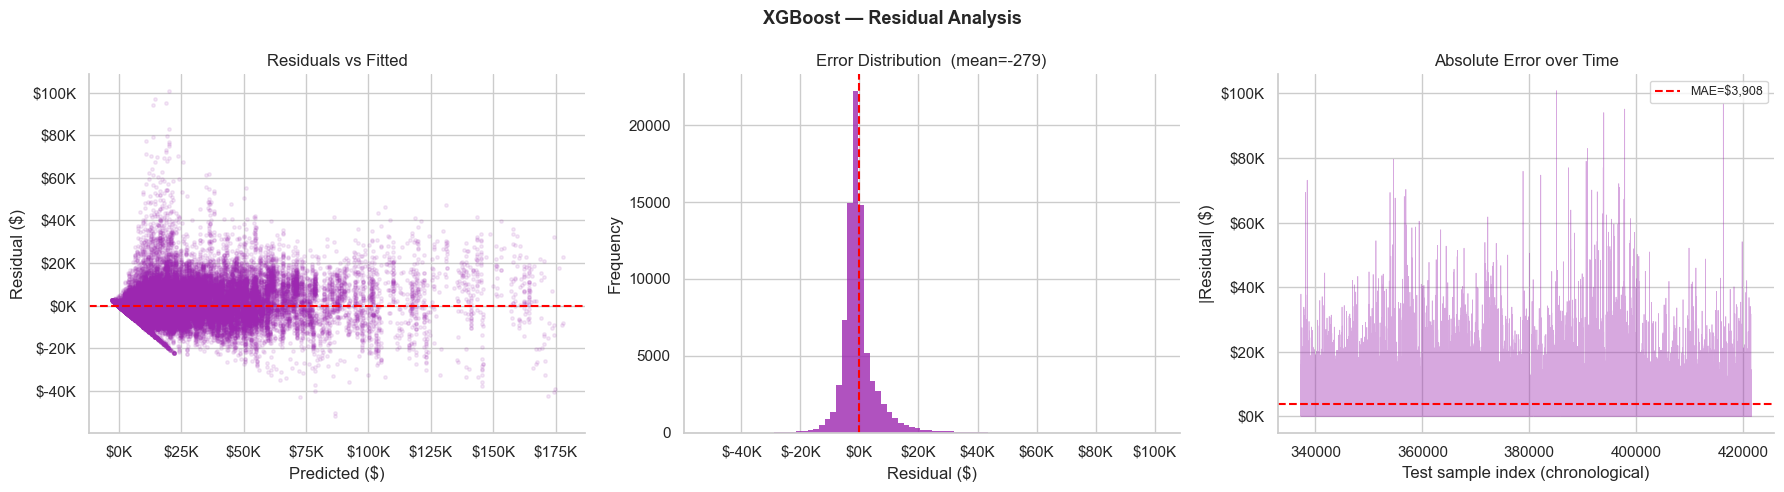 XGBoost — Residual Analysis
Residuals vs Fitted
$100K
$80K
$60K
$40K
$20K
$0K
$-20K
$-40K
Residual ($)
$0K $25K $50K $75K $100K $125K $150K $175K
Predicted ($)
Error Distribution (mean=-279)
20000
15000
10000
5000
0
Frequency
$-40K $-20K $0K $20K $40K $60K $80K $100K
Residual ($)
Absolute Error over Time
MAE=$3,908
$100K
$80K
$60K
$40K
$20K
$0K
|Residual| ($)
340000 360000 380000 400000 420000
Test sample index (chronological)